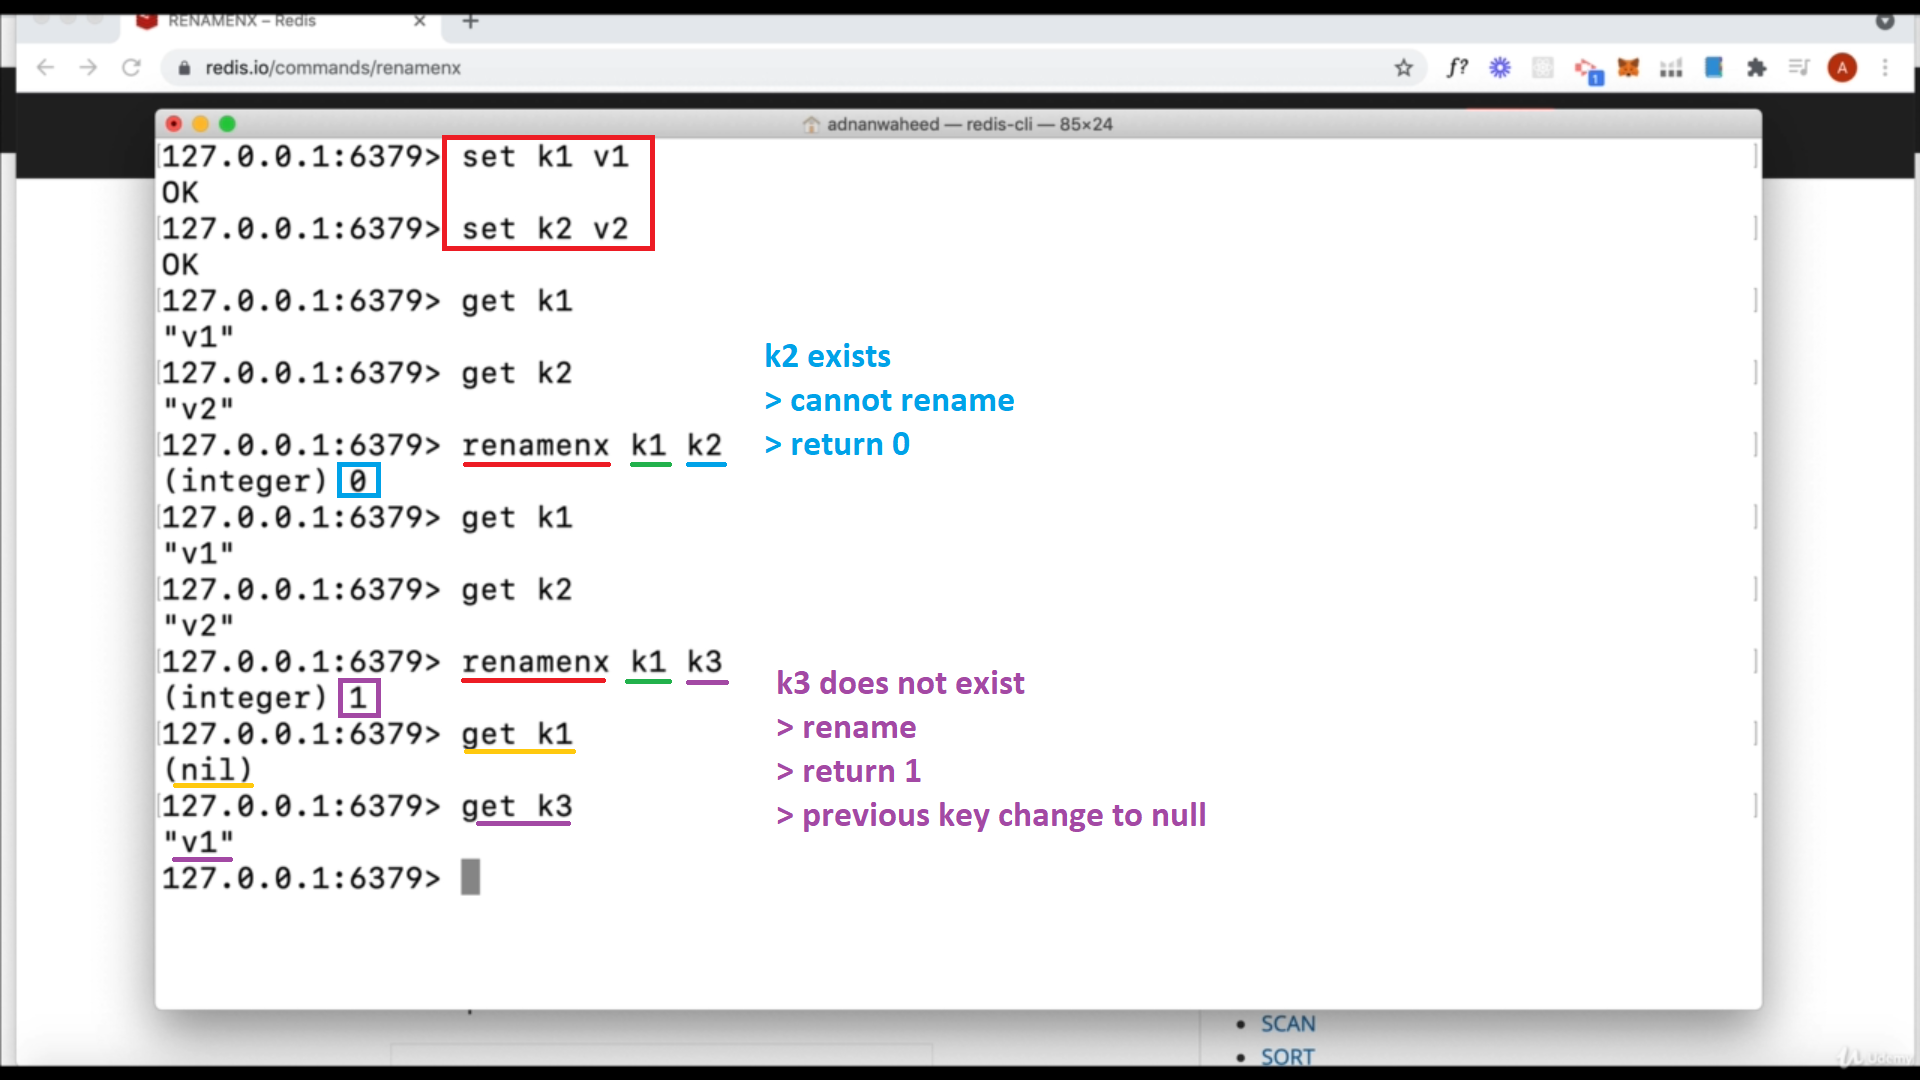 RENAMENX – Redis
redis.io/commands/renamenx
f?
1
A
adnanwaheed — redis-cli — 85×24
127.0.0.1:6379> set k1 v1
OK
127.0.0.1:6379> set k2 v2
OK
127.0.0.1:6379> get k1
"v1"
127.0.0.1:6379> get k2
"v2"
127.0.0.1:6379> renamenx k1 k2
(integer) 0
k2 exists
> cannot rename
> return 0
127.0.0.1:6379> get k1
"v1"
127.0.0.1:6379> get k2
"v2"
127.0.0.1:6379> renamenx k1 k3
(integer) 1
127.0.0.1:6379> get k1
(nil)
127.0.0.1:6379> get k3
"v1"
127.0.0.1:6379>
k3 does not exist
> rename
> return 1
> previous key change to null
SCAN
SORT
Udemy